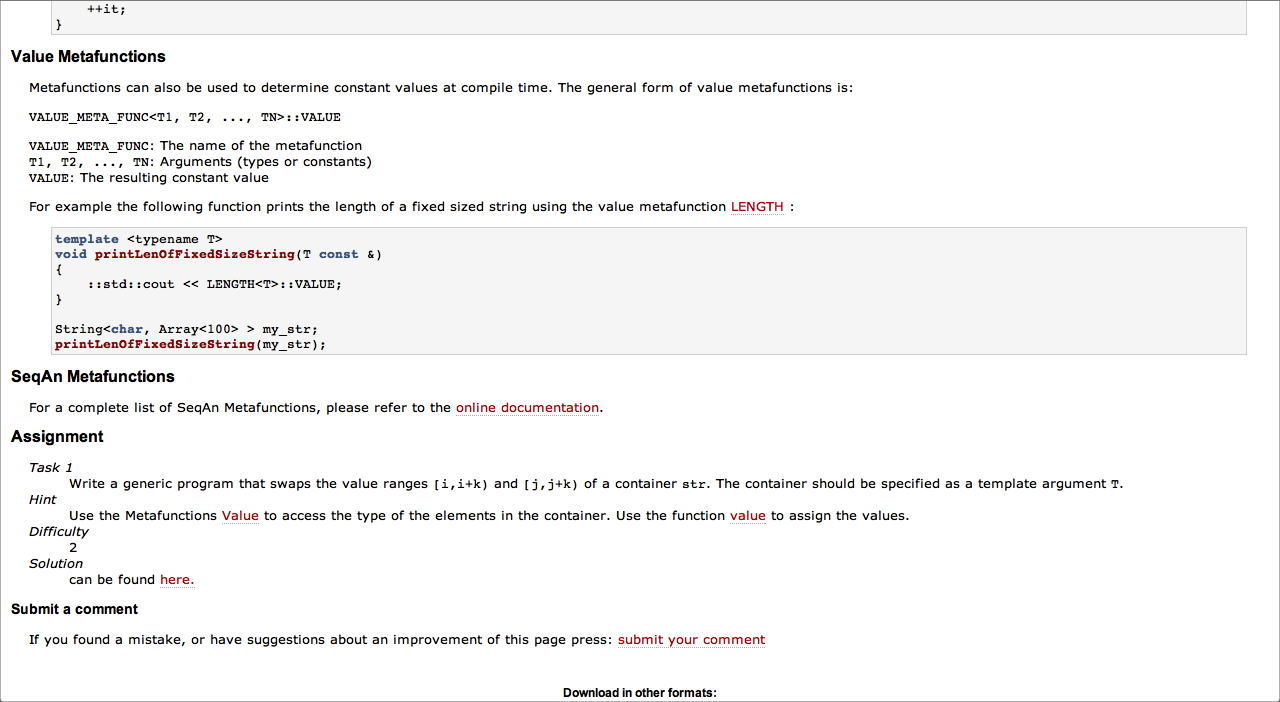 ++it;
}
Value Metafunctions
Metafunctions can also be used to determine constant values at compile time. The general form of value metafunctions is:
VALUE_META_FUNC<T1, T2, ..., TN>::VALUE
VALUE_META_FUNC: The name of the metafunction
T1, T2, ..., TN: Arguments (types or constants)
VALUE: The resulting constant value
For example the following function prints the length of a fixed sized string using the value metafunction LENGTH :
template <typename T>
void printLenOfFixedSizeString(T const &)
{
::std::cout << LENGTH<T>::VALUE;
}
String<char, Array<100> > my_str;
printLenOfFixedSizeString(my_str);
SeqAn Metafunctions
For a complete list of SeqAn Metafunctions, please refer to the online documentation.
Assignment
Task 1
Write a generic program that swaps the value ranges [i,i+k) and [j,j+k) of a container str. The container should be specified as a template argument T.
Hint
Use the Metafunctions Value to access the type of the elements in the container. Use the function value to assign the values.
Difficulty
2
Solution
can be found here.
Submit a comment
If you found a mistake, or have suggestions about an improvement of this page press: submit your comment
Download in other formats: